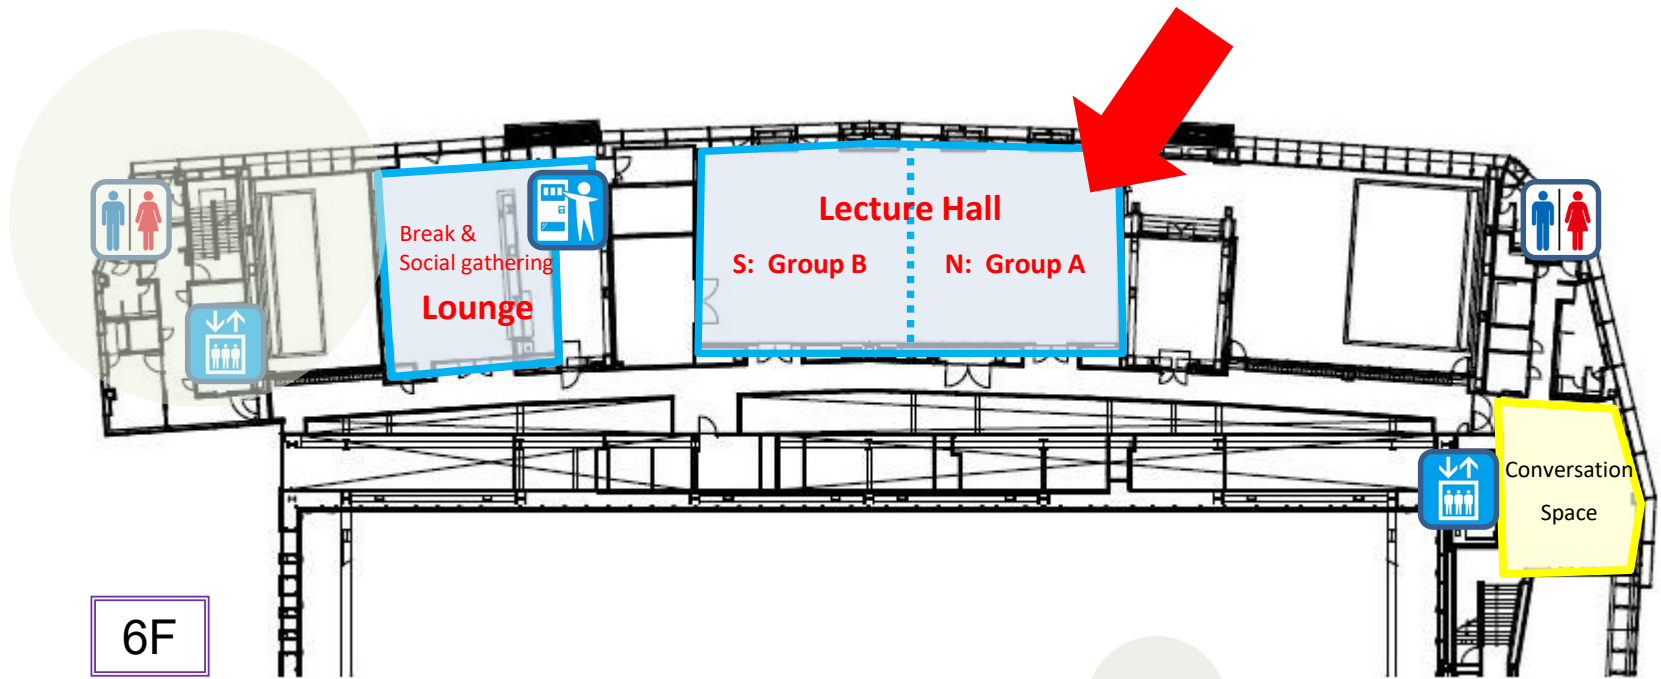 Lecture Hall
Break &
Social gathering
Lounge
S:  Group B
N:  Group A
Conversation
Space
6F